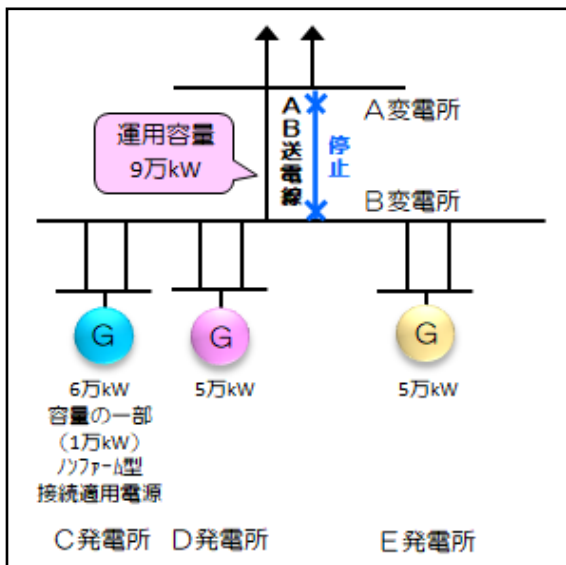 A変電所
AB送電線
停止
運用容量
9万kW
B変電所
G
G
G
6万kW
容量の一部
(1万kW)
ﾉﾝﾌｧｰﾑ型
接続適用電源
5万kW
5万kW
C発電所
D発電所
E発電所